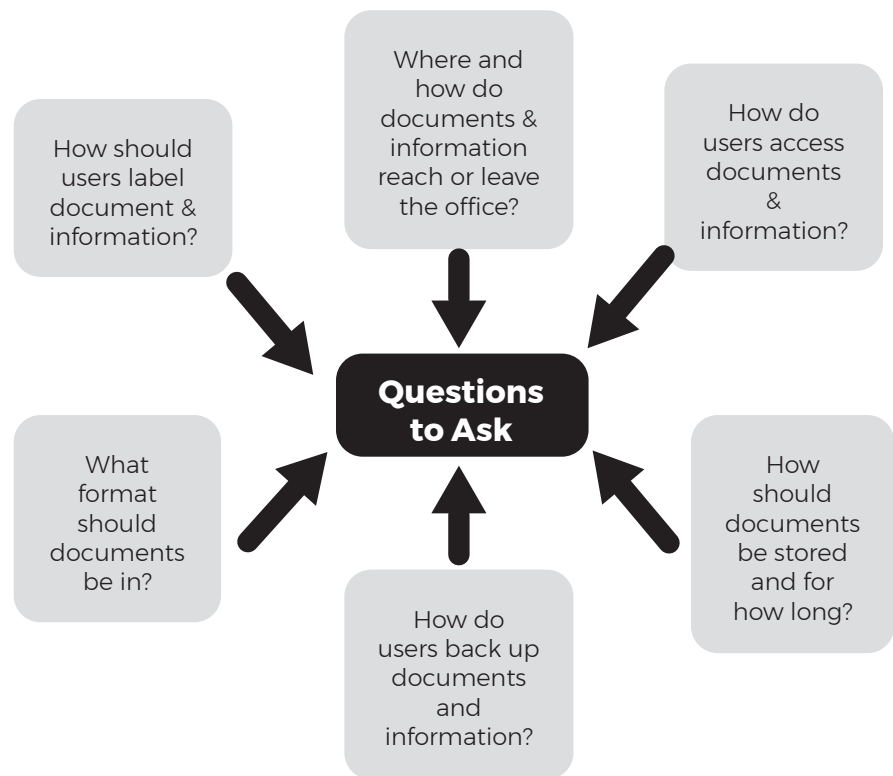 How should
users label
document &
information?
Where and
how do
documents &
information
reach or leave
the office?
How do
users access
documents
&
information?
Questions
to Ask
What
format
should
documents
be in?
How do
users back up
documents
and
information?
How
should
documents
be stored
and for
how long?